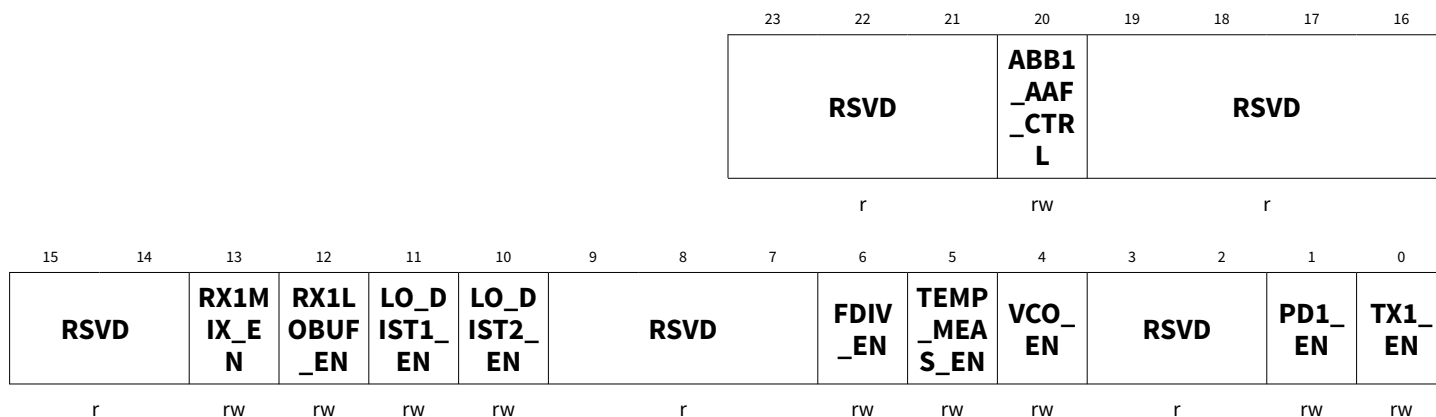 23 22 21 20 19 18 17 16
RSVD
ABB1
_AAF
_CTR
L
RSVD
r rw r
15 14 13 12 11 10 9 8 7 6 5 4 3 2 1 0
RSVD
RX1M
IX_E
N
RX1L
OBUF
_EN
LO_D
IST1_
EN
LO_D
IST2_
EN
RSVD
FDIV
_EN
TEMP
_MEA
S_EN
VCO_
EN
RSVD
PD1_
EN
TX1_
EN
r rw rw rw rw r rw rw rw r rw rw